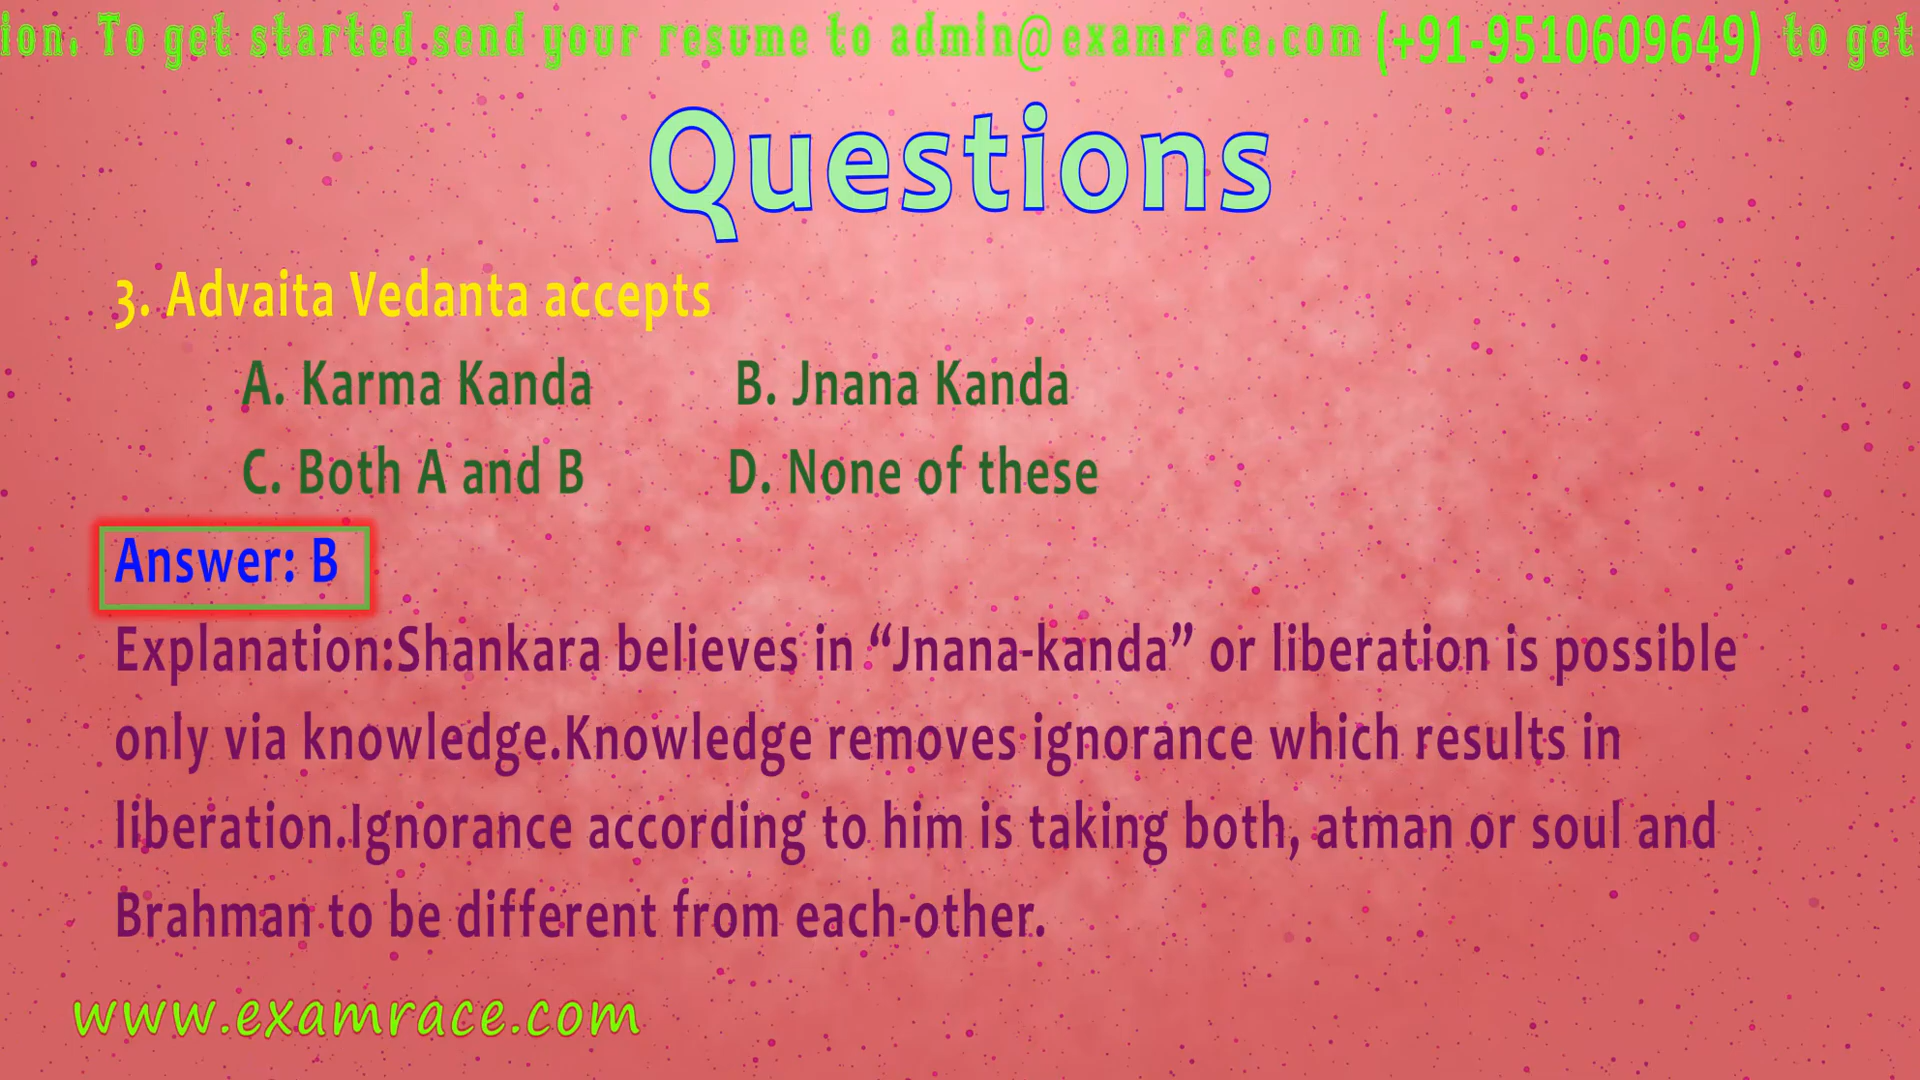 ion. To get started send your resume to admin@examrace.com (+91-9510609649) to get
Questions
3. Advaita Vedanta accepts
A. Karma Kanda B. Jnana Kanda
C. Both A and B D. None of these
Answer: B
Explanation:Shankara believes in “Jnana-kanda” or liberation is possible
only via knowledge.Knowledge removes ignorance which results in
liberation.Ignorance according to him is taking both, atman or soul and
Brahman to be different from each-other.
www.examrace.com